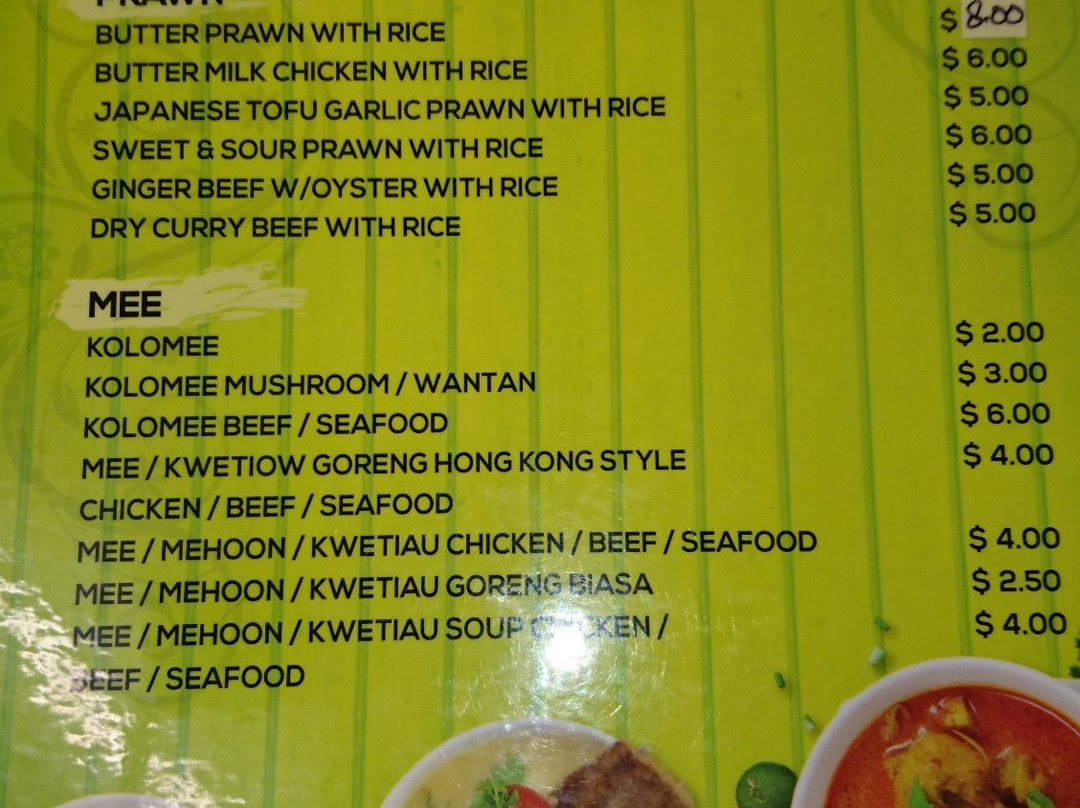 PRAWN
BUTTER PRAWN WITH RICE $ 8.00
BUTTER MILK CHICKEN WITH RICE $ 6.00
JAPANESE TOFU GARLIC PRAWN WITH RICE $ 5.00
SWEET & SOUR PRAWN WITH RICE $ 6.00
GINGER BEEF W/OYSTER WITH RICE $ 5.00
DRY CURRY BEEF WITH RICE $ 5.00
MEE
KOLOMEE $ 2.00
KOLOMEE MUSHROOM / WANTAN $ 3.00
KOLOMEE BEEF / SEAFOOD $ 6.00
MEE / KWETIOW GORENG HONG KONG STYLE $ 4.00
CHICKEN / BEEF / SEAFOOD
MEE / MEHOON / KWETIAU CHICKEN / BEEF / SEAFOOD $ 4.00
MEE / MEHOON / KWETIAU GORENG BIASA $ 2.50
MEE / MEHOON / KWETIAU SOUP CHICKEN / $ 4.00
BEEF / SEAFOOD